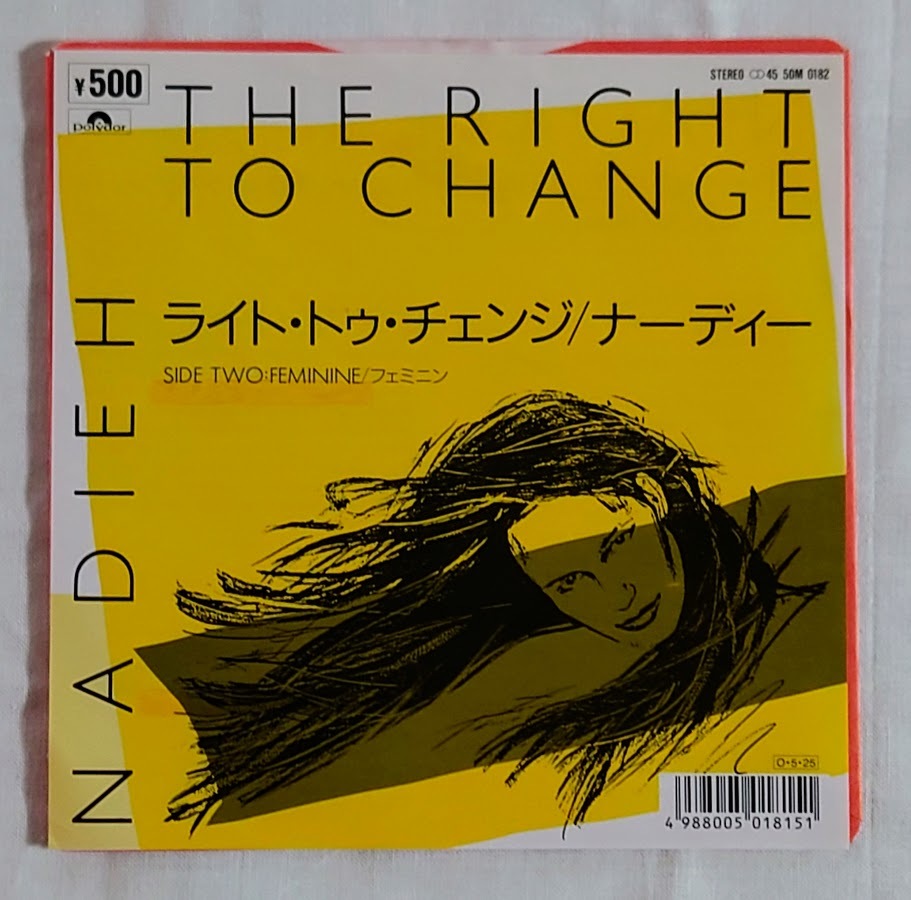 ¥500
polydor
STEREO 45 5DM 0182
THE RIGHT
TO CHANGE
ライト・トゥ・チェンジ/ナーディー
SIDE TWO:FEMININE/フェミニン
NADIEH
O・5・25
4 988005 018151